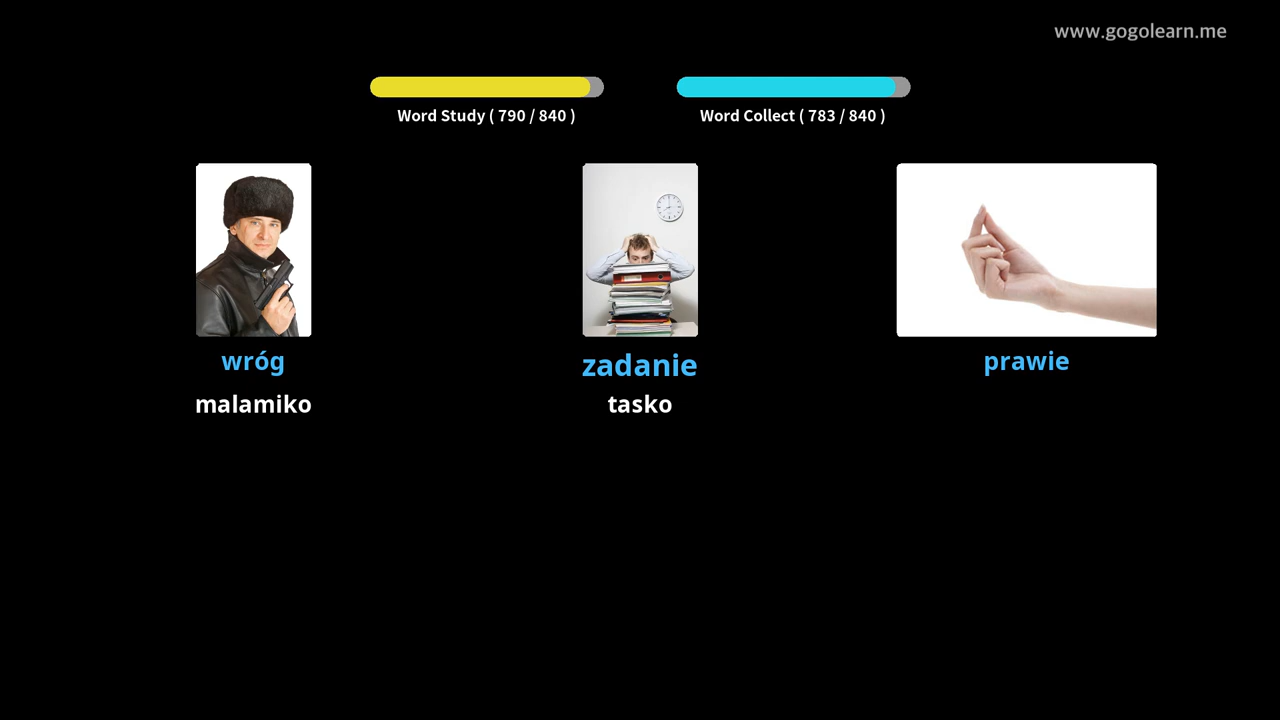 www.gogolearn.me
Word Study ( 790 / 840 )
Word Collect ( 783 / 840 )
wróg
zadanie
prawie
malamiko
tasko